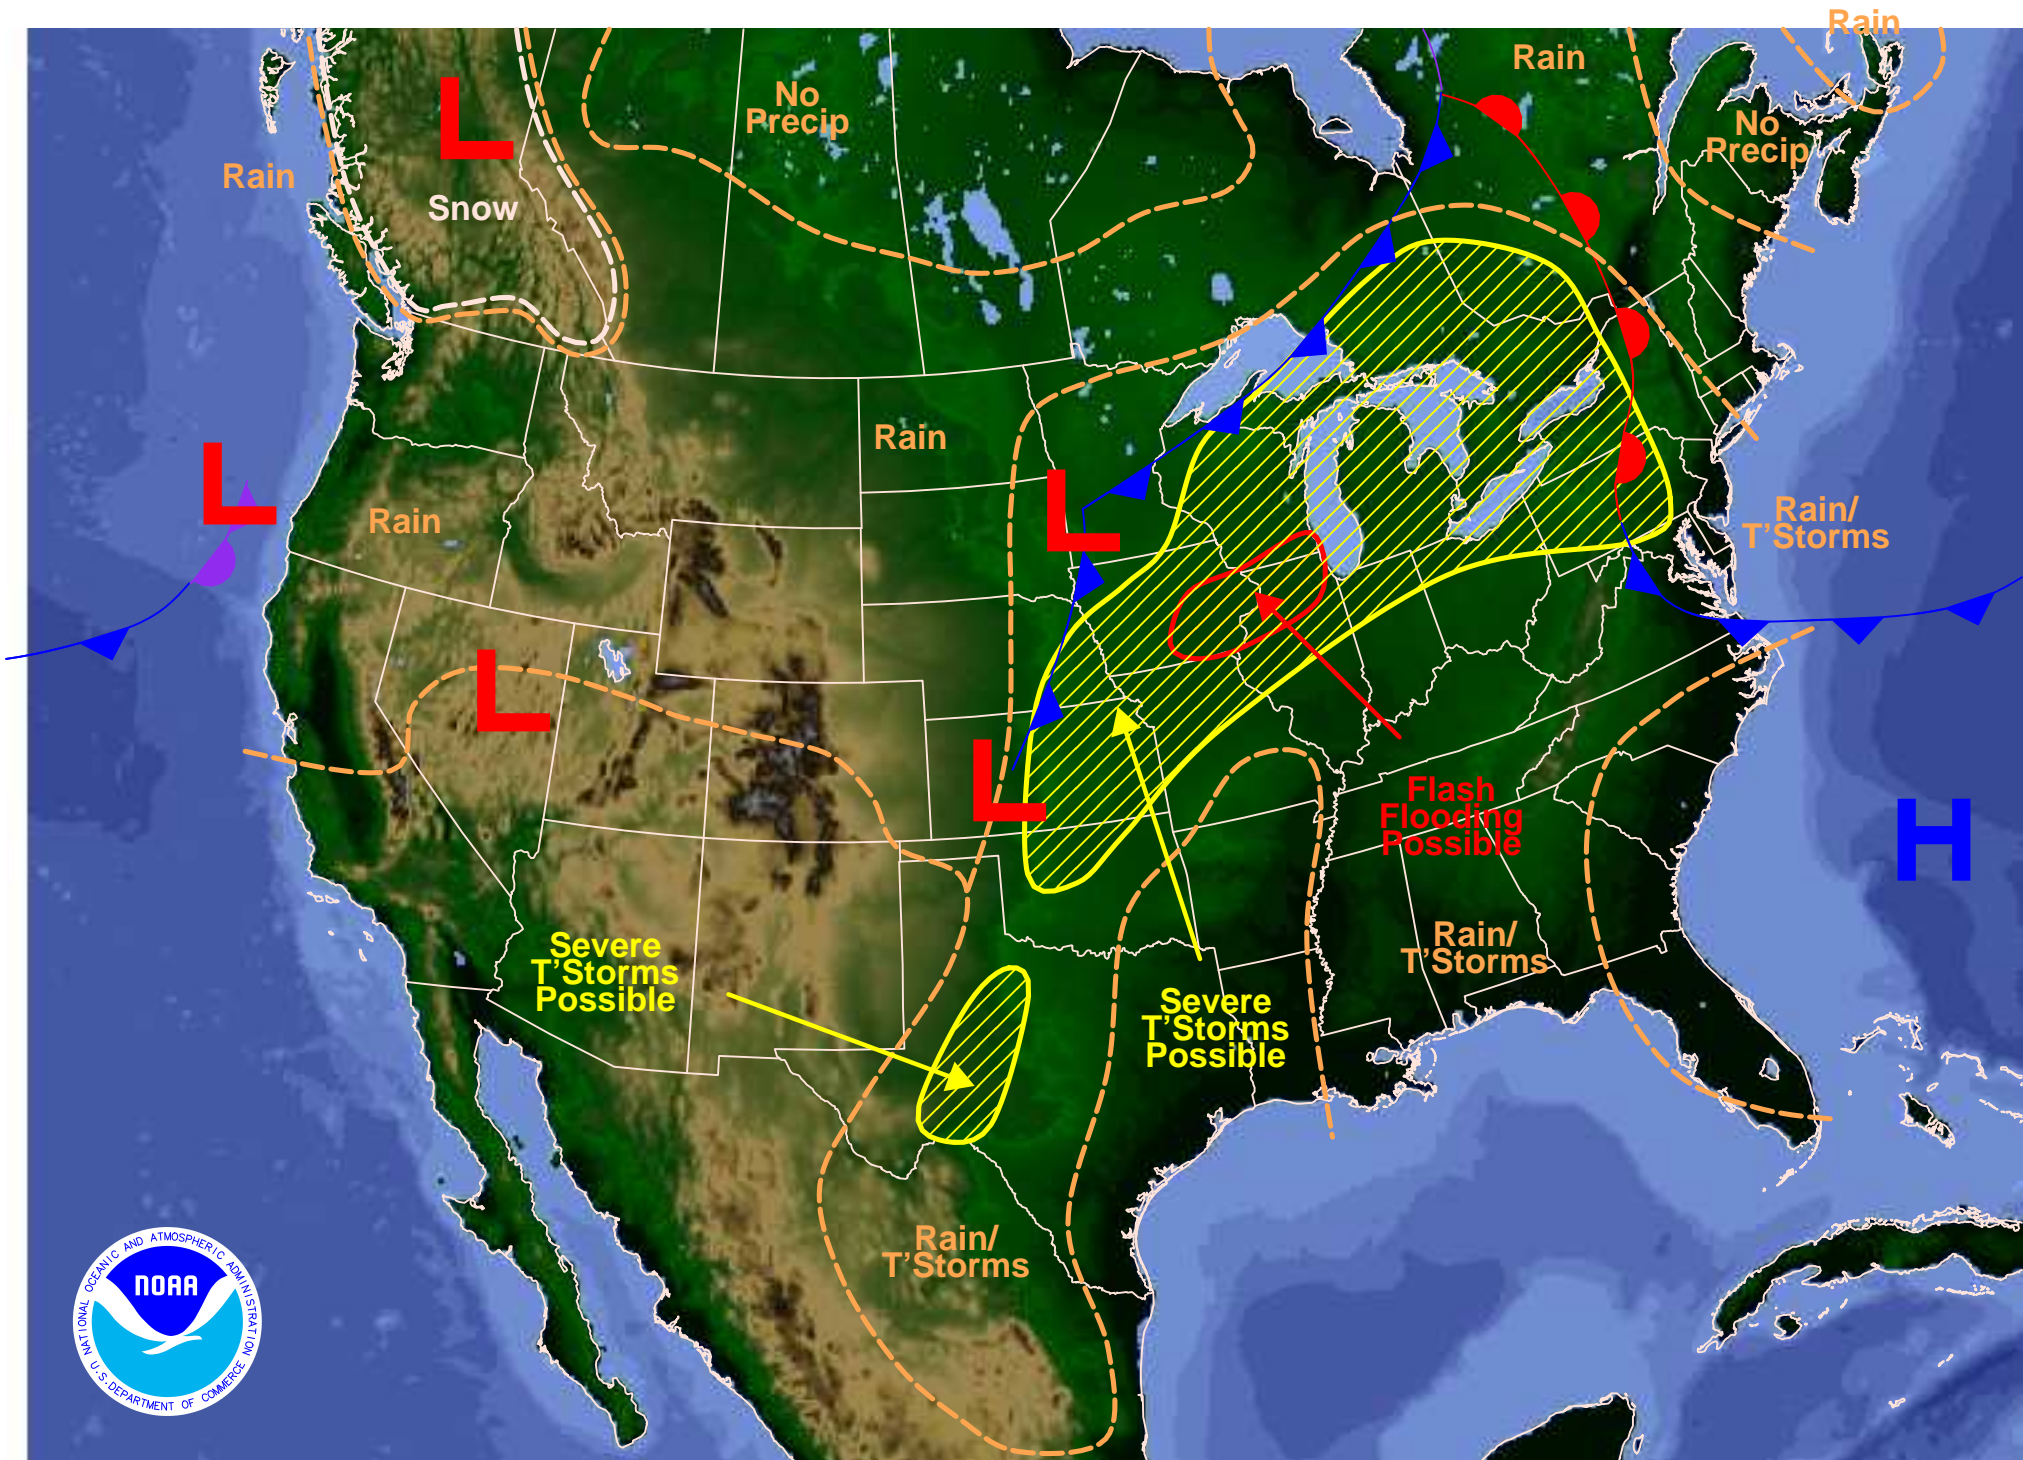 Rain
Rain
No
Precip
No
Precip
L
Rain
Snow
Rain
L
L
Rain
Rain/
T'Storms
L
L
H
Flash
Flooding
Possible
Severe
T'Storms
Possible
Rain/
T'Storms
Severe
T'Storms
Possible
Rain/
T'Storms
NATIONAL OCEANIC AND ATMOSPHERIC ADMINISTRATION
NOAA
U.S. DEPARTMENT OF COMMERCE